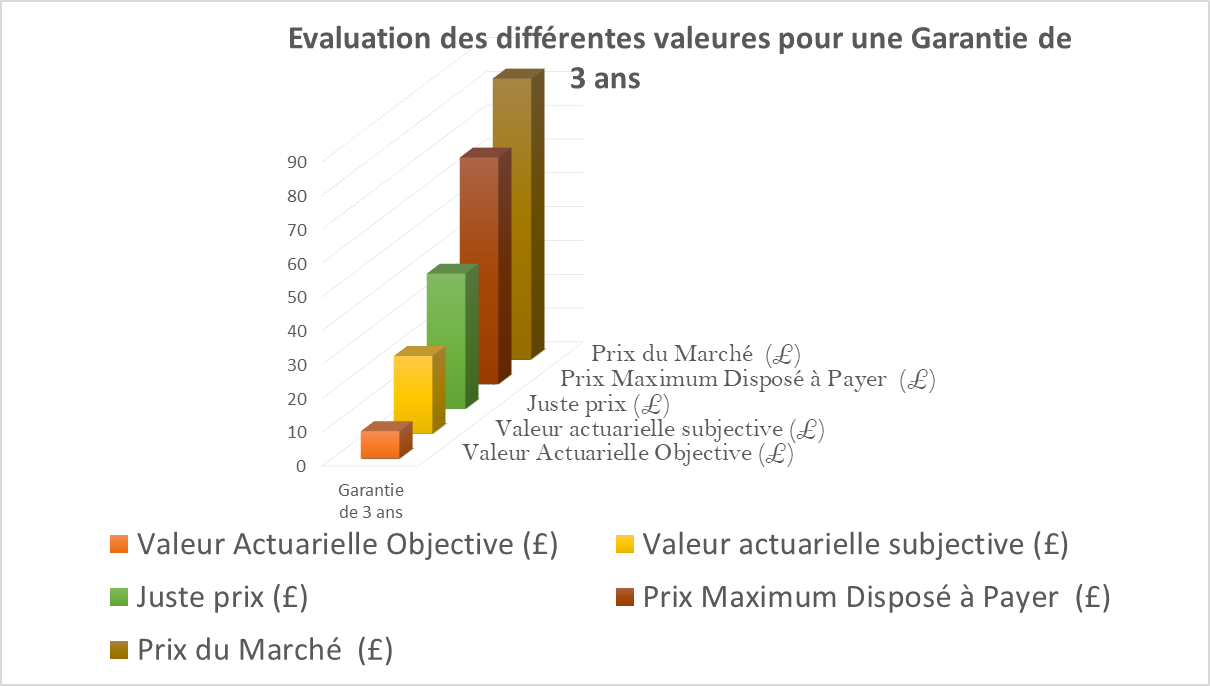 Evaluation des différentes valeures pour une Garantie de
3 ans
90
80
70
60
50
40
30
20
10
0
Prix du Marché (£)
Prix Maximum Disposé à Payer (£)
Juste prix (£)
Valeur actuarielle subjective (£)
Valeur Actuarielle Objective (£)
Garantie
de 3 ans
Valeur Actuarielle Objective (£)
Valeur actuarielle subjective (£)
Juste prix (£)
Prix Maximum Disposé à Payer (£)
Prix du Marché (£)